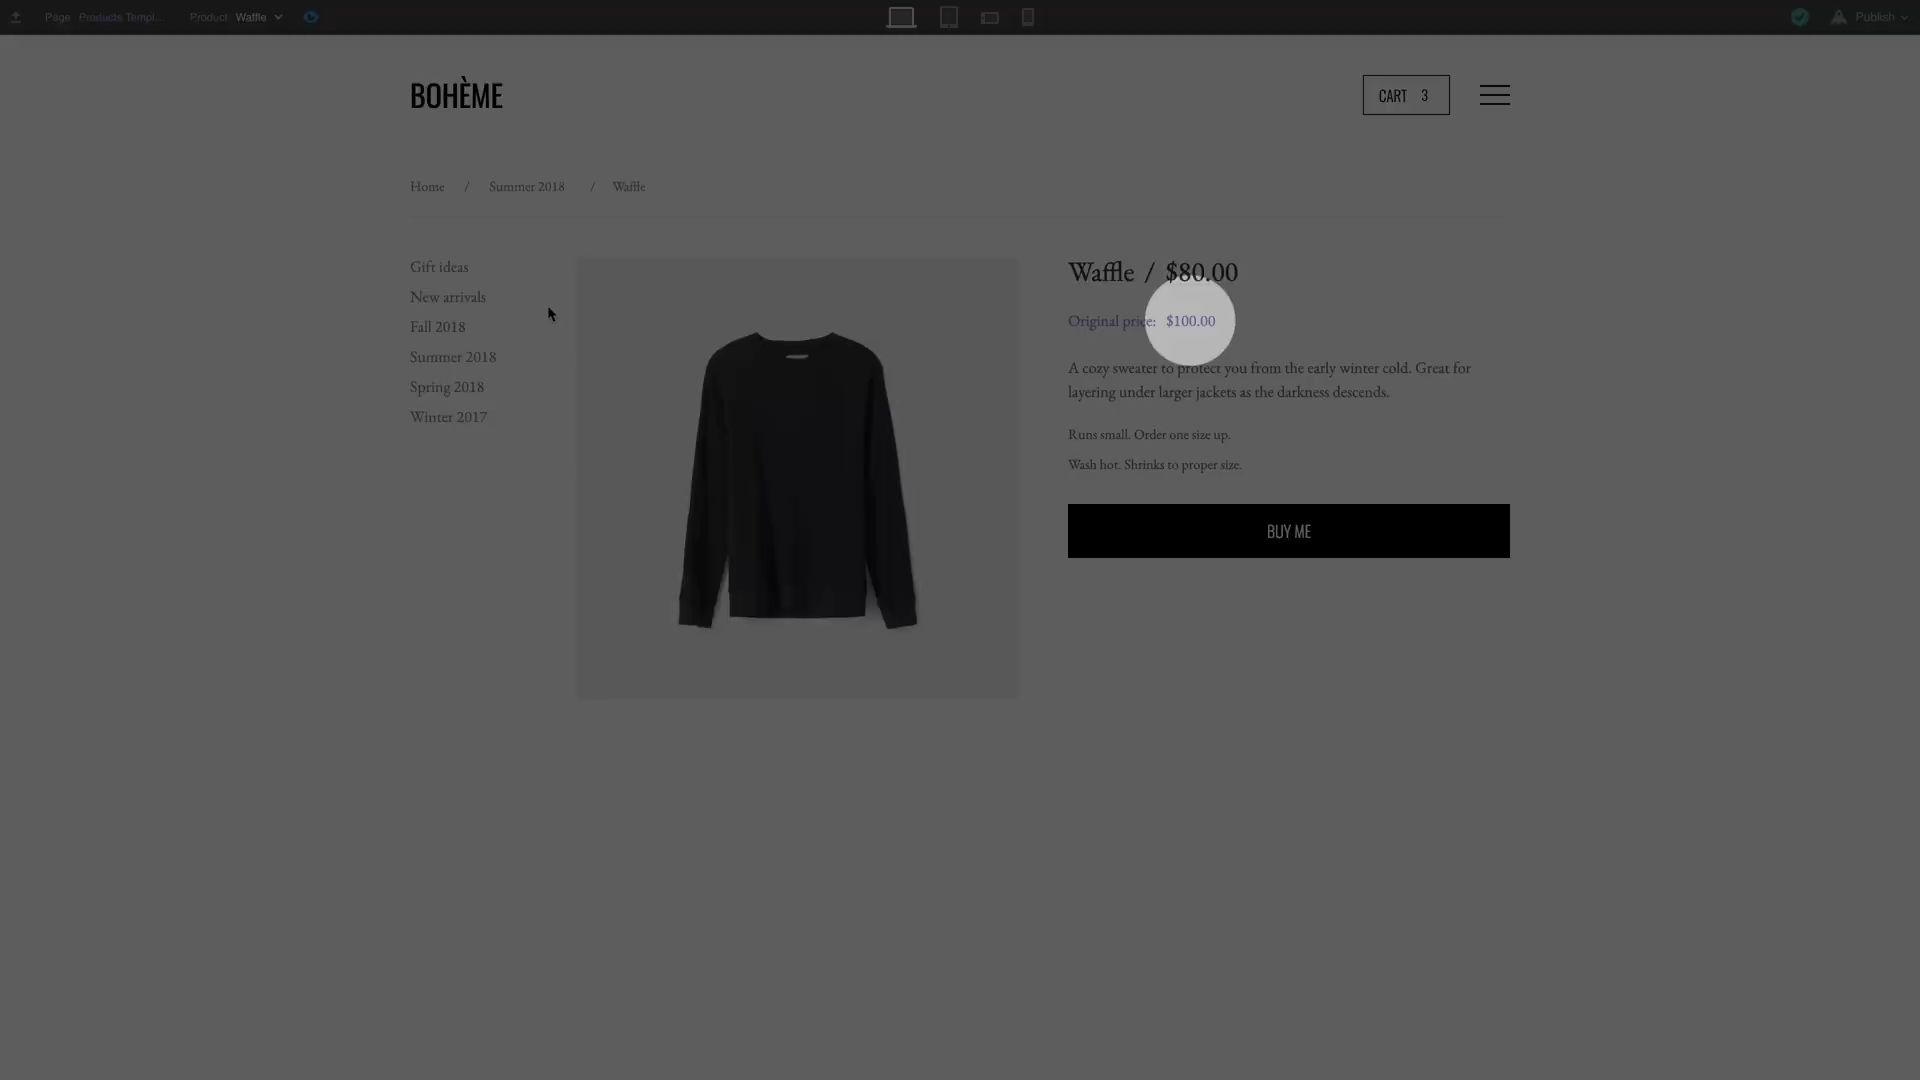 Page Products Templ... Product Waffle Publish
BOHÈME
CART 3
Home / Summer 2018 / Waffle
Gift ideas
New arrivals
Fall 2018
Summer 2018
Spring 2018
Winter 2017
Waffle / $80.00
Original price: $100.00
A cozy sweater to protect you from the early winter cold. Great for
layering under larger jackets as the darkness descends.
Runs small. Order one size up.
Wash hot. Shrinks to proper size.
BUY ME